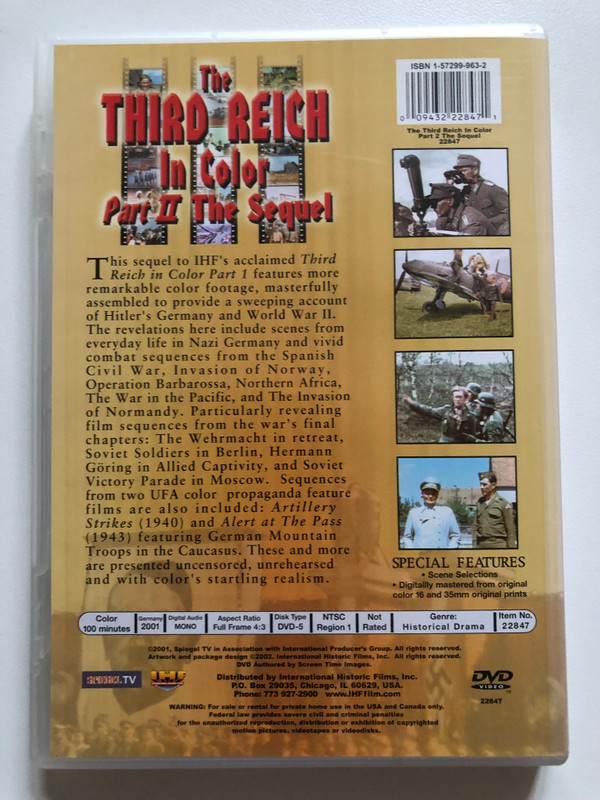 The
THIRD REICH
In Color
Part II The Sequel
ISBN 1-57299-963-2
0 09432 22847 1
The Third Reich In Color
Part 2 The Sequel
22847
This sequel to IHF's acclaimed Third
Reich in Color Part 1 features more
remarkable color footage, masterfully
assembled to provide a sweeping account
of Hitler's Germany and World War II.
The revelations here include scenes from
everyday life in Nazi Germany and vivid
combat sequences from the Spanish
Civil War, Invasion of Norway,
Operation Barbarossa, Northern Africa,
The War in the Pacific, and The Invasion
of Normandy. Particularly revealing
film sequences from the war's final
chapters: The Wehrmacht in retreat,
Soviet Soldiers in Berlin, Hermann
Göring in Allied Captivity, and Soviet
Victory Parade in Moscow. Sequences
from two UFA color propaganda feature
films are also included: Artillery
Strikes (1940) and Alert at The Pass
(1943) featuring German Mountain
Troops in the Caucasus. These and more
are presented uncensored, unrehearsed
and with color's startling realism.
SPECIAL FEATURES
• Scene Selections
• Digitallly mastered from original
color 16 and 35mm original prints
Color
100 minutes
Germany
2001
Digital Audio
MONO
Aspect Ratio
Full Frame 4:3
Disk Type
DVD-5
NTSC
Region 1
Not
Rated
Genre:
Historical Drama
Item No.
22847
©2001, Spiegel TV in Association with International Producer's Group. All rights reserved.
Artwork and package design ©2002. International Historic Films, Inc. All rights reserved.
DVD Authored by Screen Time Images.
SPIEGEL TV
IHF
Distributed by International Historic Films, Inc.
P.O. Box 29035, Chicago, IL 60629, USA.
Phone: 773 927-2900 www.IHFfilm.com
DVD
VIDEO
22847
WARNING: For sale or rental for private home use in the USA and Canada only.
Federal law provides severe civil and criminal penalties
for the unauthorized reproduction, distribution or exhibition of copyrighted
motion pictures, videotapes or videodisks.